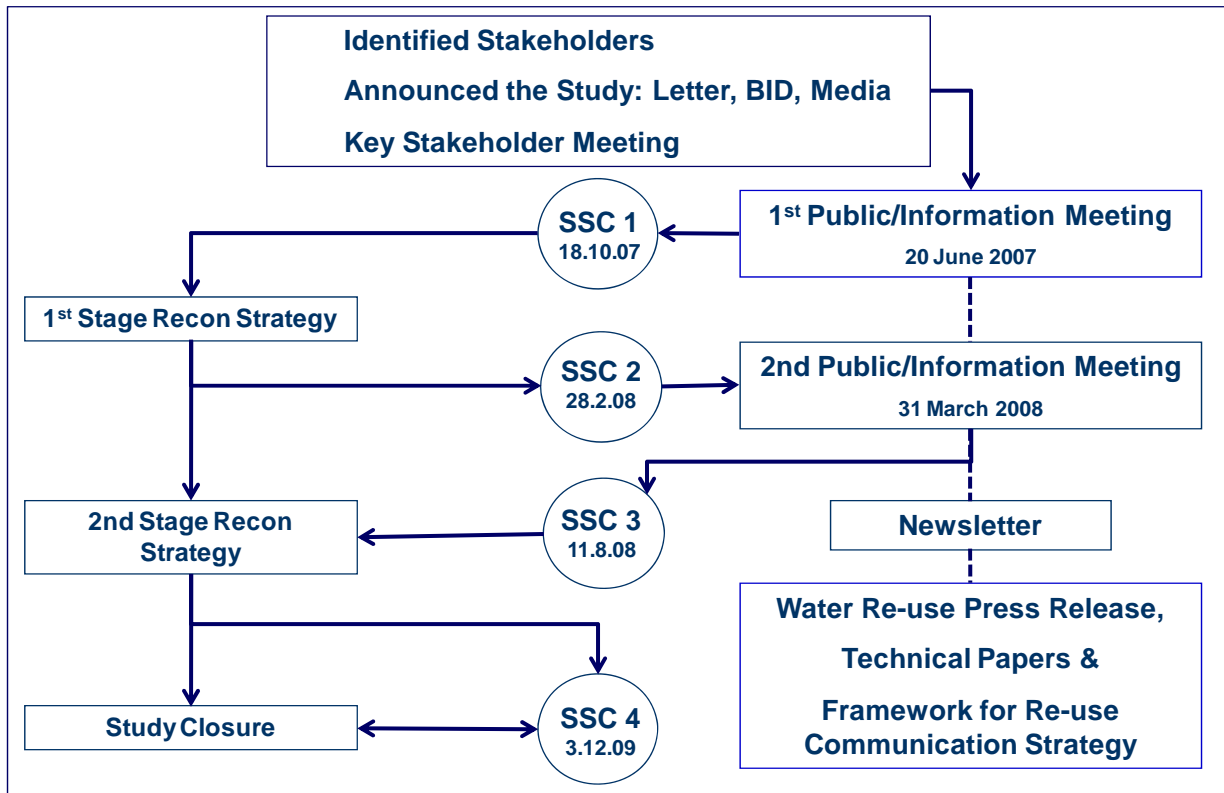 Identified Stakeholders
Announced the Study: Letter, BID, Media
Key Stakeholder Meeting
SSC 1
18.10.07
1st Public/Information Meeting
20 June 2007
1st Stage Recon Strategy
SSC 2
28.2.08
2nd Public/Information Meeting
31 March 2008
2nd Stage Recon
Strategy
SSC 3
11.8.08
Newsletter
Water Re-use Press Release,
Technical Papers &
Framework for Re-use
Communication Strategy
Study Closure
SSC 4
3.12.09